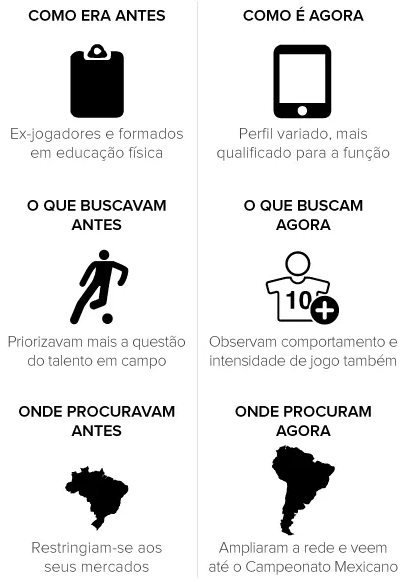 COMO ERA ANTES
COMO É AGORA
Ex-jogadores e formados
em educação física
Perfil variado, mais
qualificado para a função
O QUE BUSCAVAM
ANTES
O QUE BUSCAM
AGORA
10
Priorizavam mais a questão
do talento em campo
Observam comportamento e
intensidade de jogo também
ONDE PROCURAVAM
ANTES
ONDE PROCURAM
AGORA
Restringiam-se aos
seus mercados
Ampliaram a rede e veem
até o Campeonato Mexicano